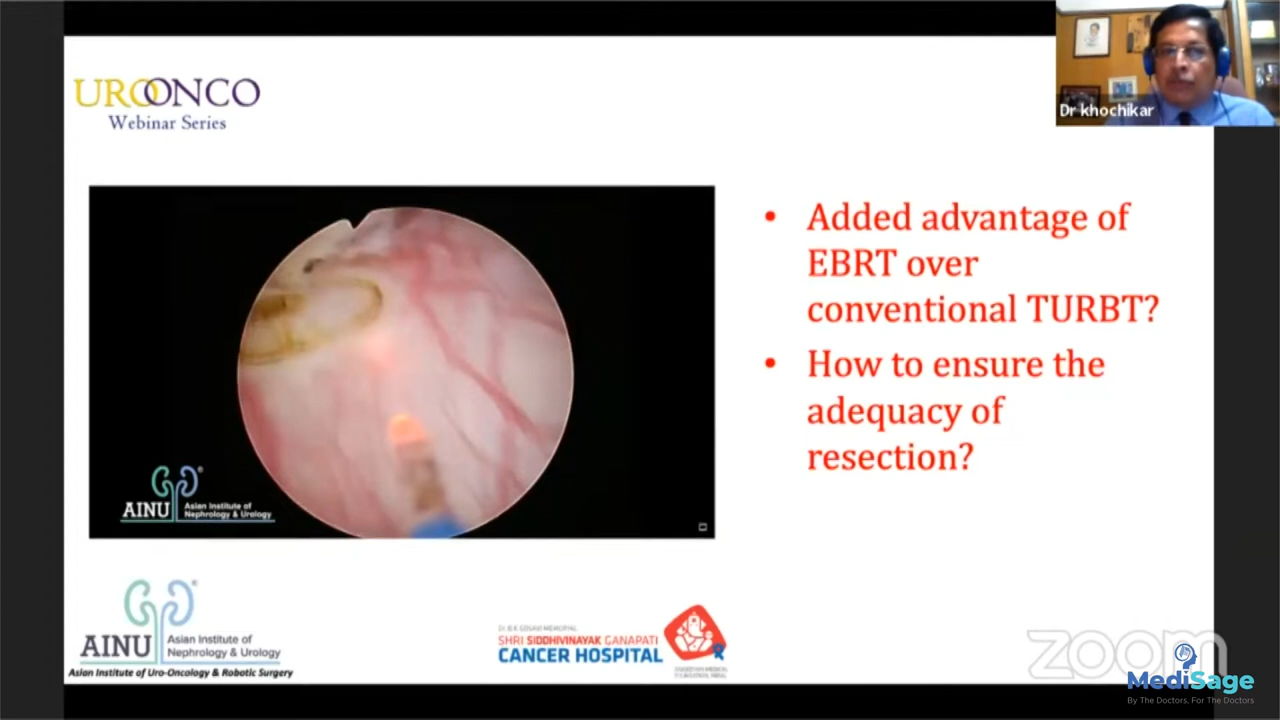 UROONCO
Webinar Series
Dr khochikar
• Added advantage of
EBRT over
conventional TURBT?
• How to ensure the
adequacy of
resection?
AINU
Asian Institute of
Nephrology & Urology
AINU
Asian Institute of
Nephrology & Urology
Asian Institute of Uro-Oncology & Robotic Surgery
SHRI SIDDHIVINAYAK GANAPATI
CANCER HOSPITAL
zoom
MediSage
By The Doctors, For The Doctors